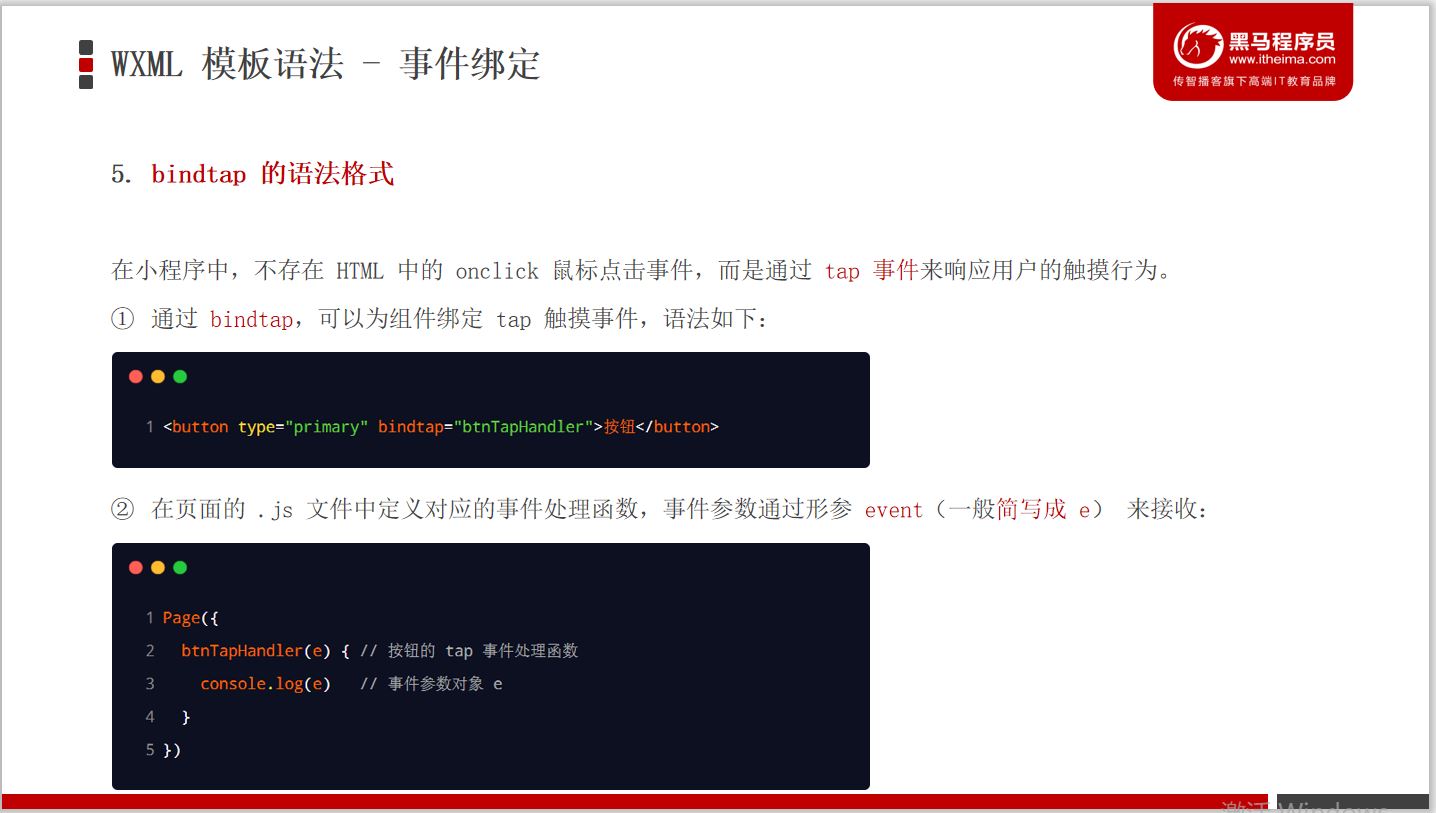 WXML 模板语法 - 事件绑定
黑马程序员
www.itheima.com
传智播客旗下高端IT教育品牌
5. bindtap 的语法格式
在小程序中，不存在 HTML 中的 onclick 鼠标点击事件，而是通过 tap 事件来响应用户的触摸行为。
① 通过 bindtap，可以为组件绑定 tap 触摸事件，语法如下：
1 <button type="primary" bindtap="btnTapHandler">按钮</button>
② 在页面的 .js 文件中定义对应的事件处理函数，事件参数通过形参 event（一般简写成 e） 来接收：
1 Page({
2   btnTapHandler(e) { // 按钮的 tap 事件处理函数
3     console.log(e)   // 事件参数对象 e
4   }
5 })
激活 Windows